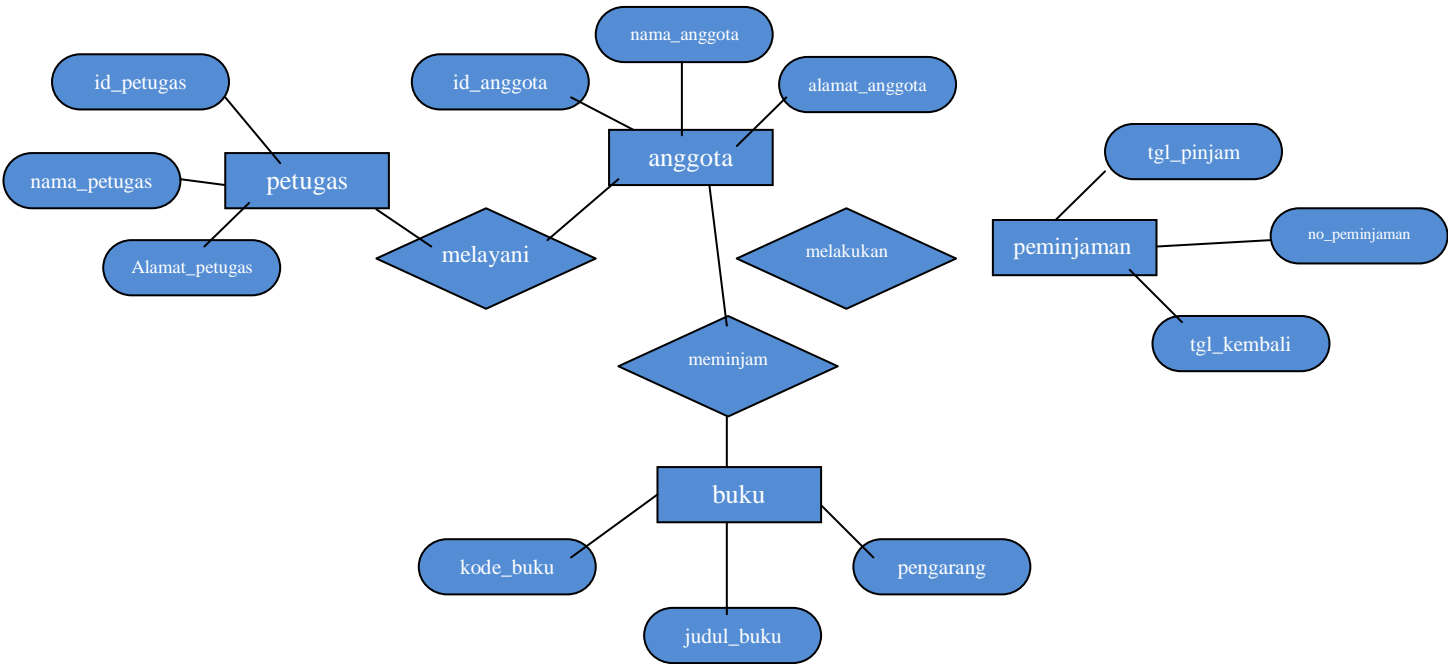 nama_anggota
id_petugas
id_anggota
alamat_anggota
tgl_pinjam
anggota
nama_petugas
petugas
no_peminjaman
peminjaman
melakukan
melayani
Alamat_petugas
tgl_kembali
meminjam
buku
kode_buku
pengarang
judul_buku